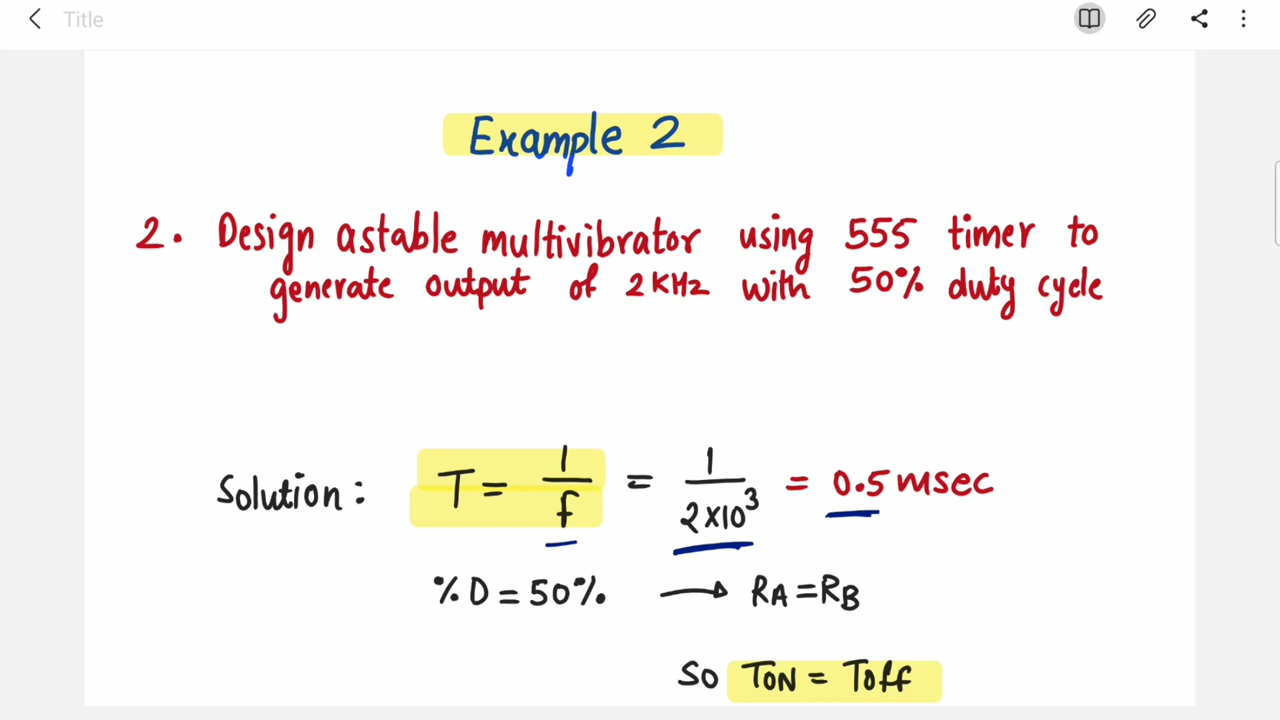 Title
Example 2
2. Design astable multivibrator using 555 timer to
generate output of 2KHz with 50% duty cycle
Solution: T = 1/f = 1/2×10³ = 0.5 msec
% D = 50% → RA = RB
So TON = Toff